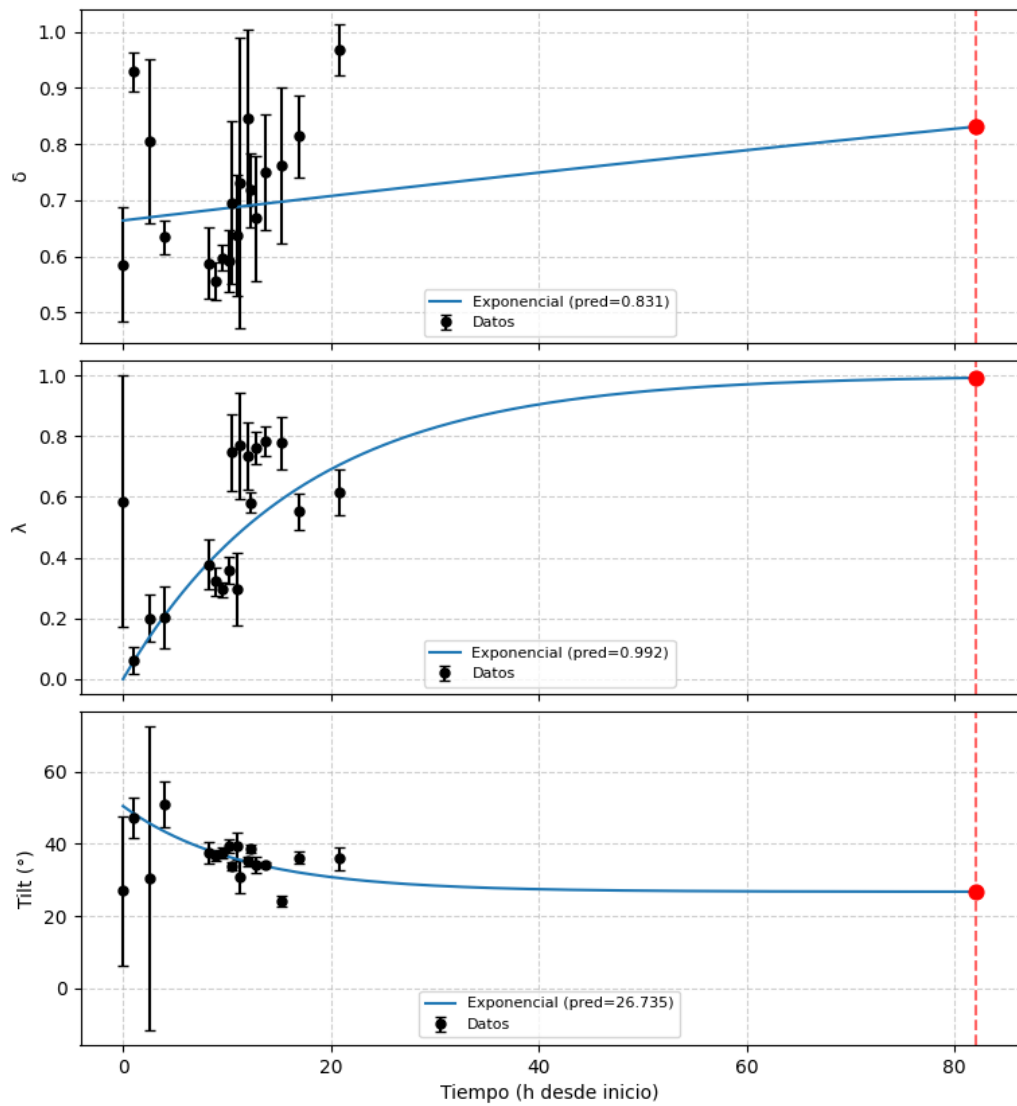 1.0
0.9
0.8
0.7
0.6
0.5
δ
Exponencial (pred=0.831)
Datos
1.0
0.8
0.6
0.4
0.2
0.0
λ
Exponencial (pred=0.992)
Datos
60
40
20
0
Tilt (°)
Exponencial (pred=26.735)
Datos
0 20 40 60 80
Tiempo (h desde inicio)